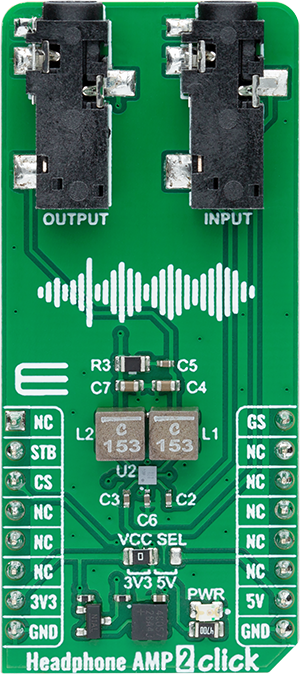 OUTPUT INPUT
R3 C5
C7 C4
L2 C 153 C 153 L1
U2
C3 C2
C6
VCC SEL
0
3V3 5V
PWR
NC GS
STB NC
CS NC
NC NC
NC NC
NC NC
3V3 5V
GND GND
Headphone AMP 2 click